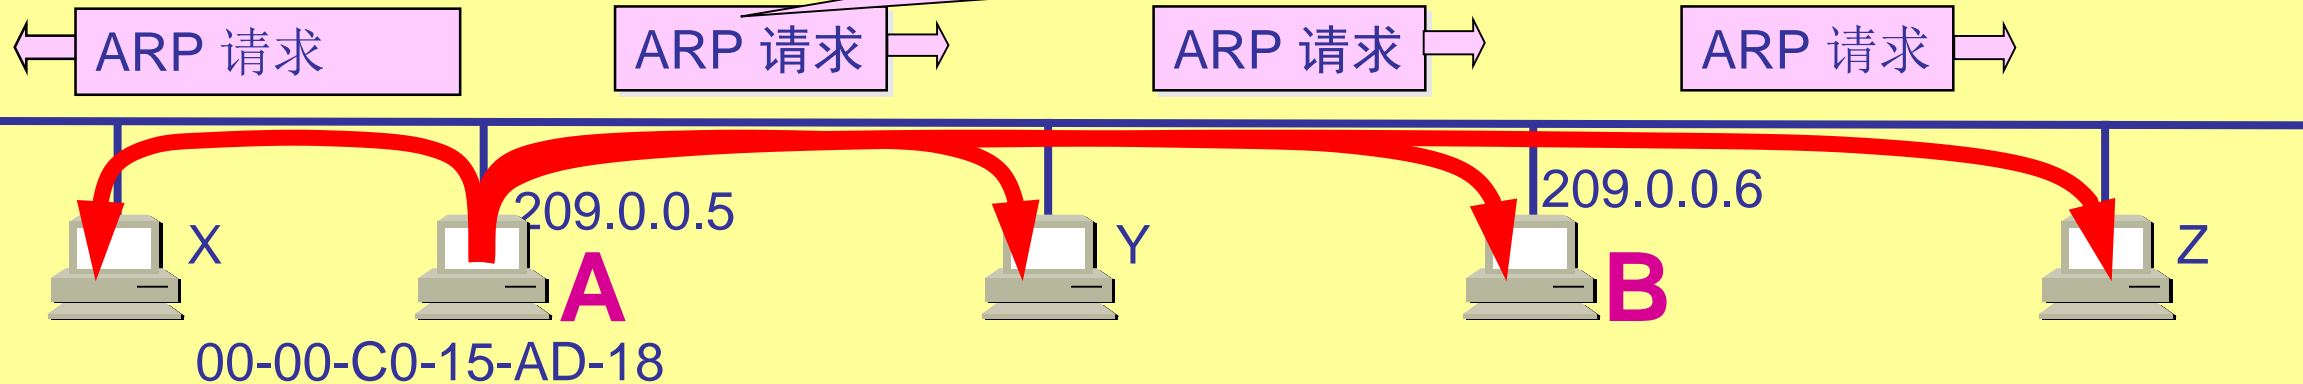 ARP 请求
ARP 请求
ARP 请求
ARP 请求
209.0.0.5
209.0.0.6
X
A
Y
B
Z
00-00-C0-15-AD-18